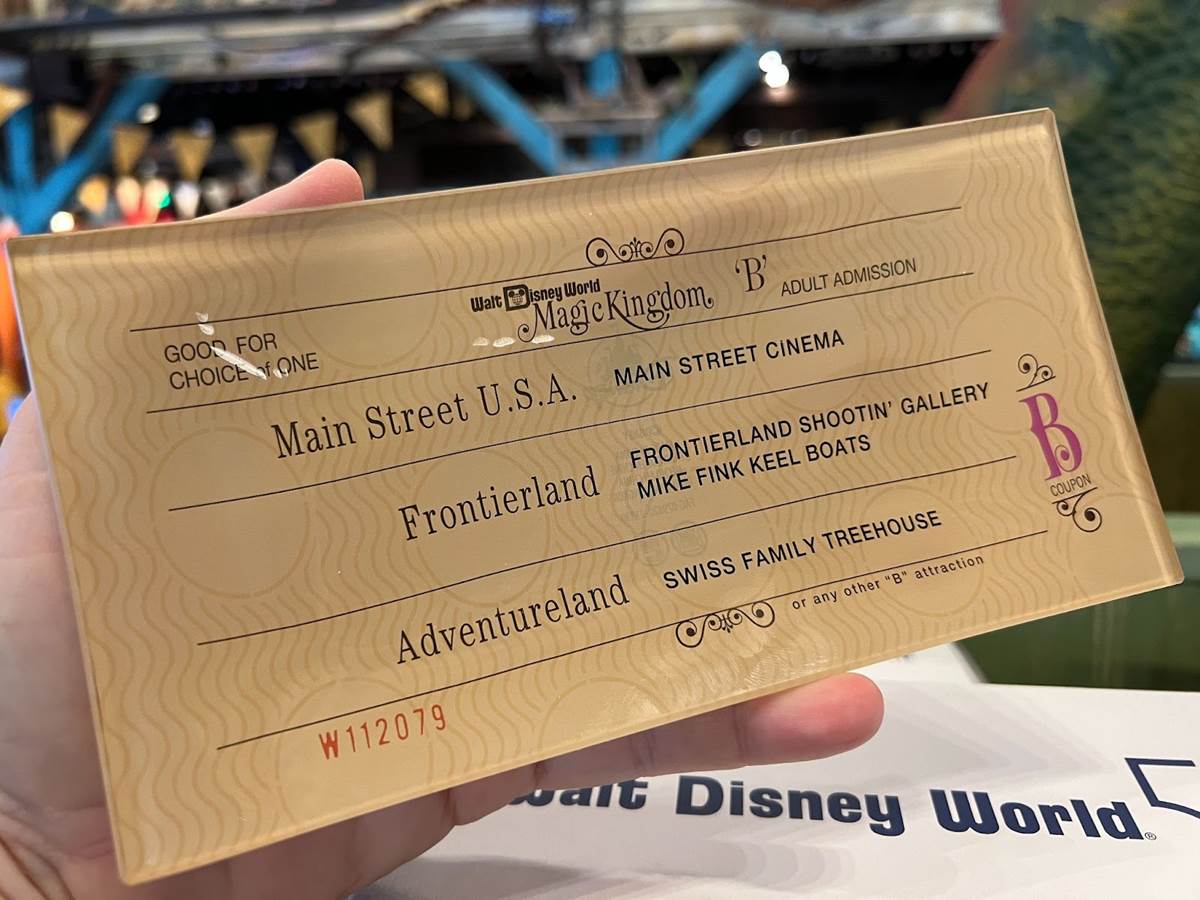 Walt Disney World
Magic Kingdom 'B' ADULT ADMISSION
GOOD FOR
CHOICE of ONE
Main Street U.S.A. MAIN STREET CINEMA
Frontierland FRONTIERLAND SHOOTIN' GALLERY
MIKE FINK KEEL BOATS
Adventureland SWISS FAMILY TREEHOUSE
or any other "B" attraction
B
COUPON
W112079
Walt Disney World®